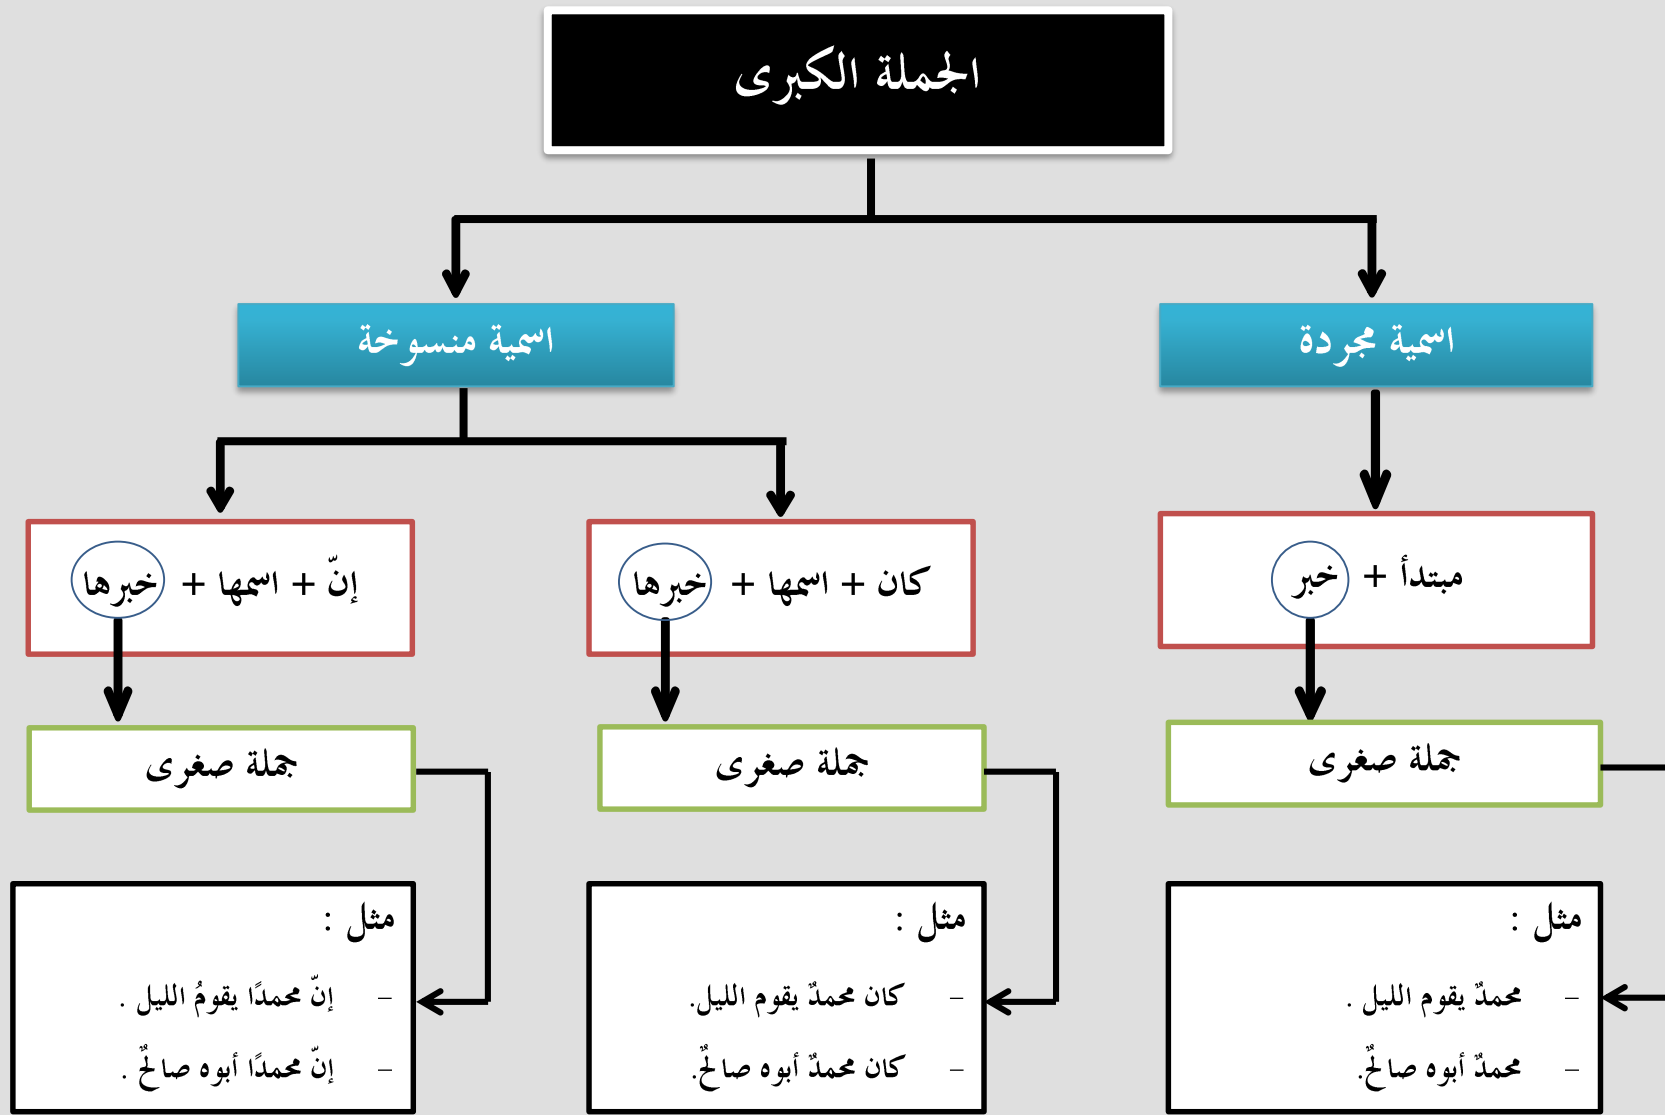 الجملة الكبرى
اسمية مجردة
اسمية منسوخة
مبتدأ + خبر
كان + اسمها + خبرها
إنّ + اسمها + خبرها
جملة صغرى
جملة صغرى
جملة صغرى
مثل :
- محمدٌ يقوم الليل .
- محمدٌ أبوه صالحٌ.
مثل :
- كان محمدٌ يقوم الليل.
- كان محمدٌ أبوه صالحٌ.
مثل :
- إنّ محمدًا يقومُ الليل .
- إنّ محمدًا أبوه صالحٌ .